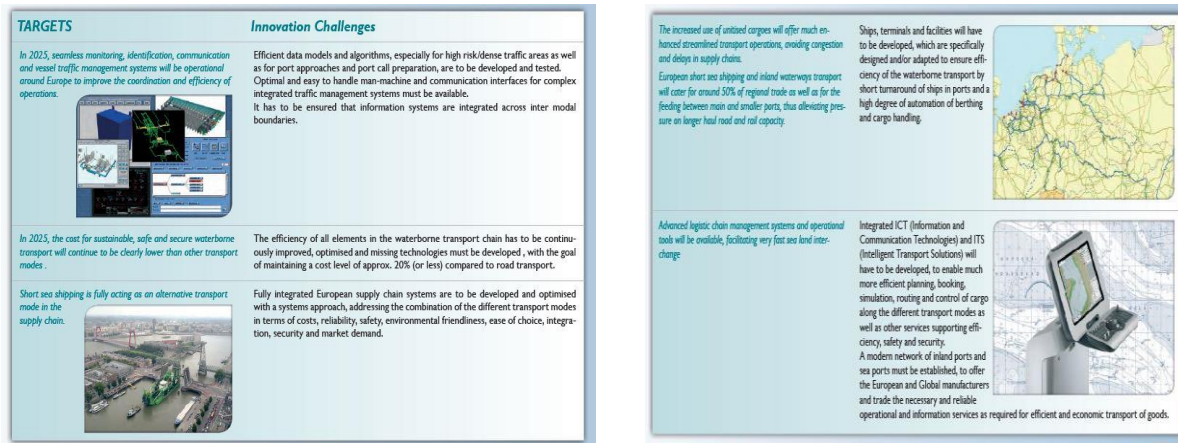 TARGETS
Innovation Challenges
In 2025, seamless monitoring, identification, communication
and vessel traffic management systems will be operational
around Europe to improve the coordination and efficiency of
operations.
Efficient data models and algorithms, especially for high risk/dense traffic areas as well
as for port approaches and port call preparation, are to be developed and tested.
Optimal and easy to handle man-machine and communication interfaces for complex
integrated traffic management systems must be available.
It has to be ensured that information systems are integrated across inter modal
boundaries.
In 2025, the cost for sustainable, safe and secure waterborne
transport will continue to be clearly lower than other transport
modes .
The efficiency of all elements in the waterborne transport chain has to be continu-
ously improved, optimised and missing technologies must be developed , with the goal
of maintaining a cost level of approx. 20% (or less) compared to road transport.
Short sea shipping is fully acting as an alternative transport
mode in the
supply chain.
Fully integrated European supply chain systems are to be developed and optimised
with a systems approach, addressing the combination of the different transport modes
in terms of costs, reliability, safety, environmental friendliness, ease of choice, integra-
tion, security and market demand.
The increased use of unitised cargoes will offer much en-
hanced streamlined transport operations, avoiding congestion
and delays in supply chains.
European short sea shipping and inland waterways transport
will cater for around 50% of regional trade as well as for the
feeding between main and smaller ports, thus alleviating pres-
sure on longer haul road and rail capacity.
Ships, terminals and facilities will have
to be developed, which are specifically
designed and/or adapted to ensure effi-
ciency of the waterborne transport by
short turnaround of ships in ports and a
high degree of automation of berthing
and cargo handling.
Advanced logistic chain management systems and operational
tools will be available, facilitating very fast sea land inter-
change
Integrated ICT (Information and
Communication Technologies) and ITS
(Intelligent Transport Solutions) will
have to be developed, to enable much
more efficient planning, booking,
simulation, routing and control of cargo
along the different transport modes as
well as other services supporting effi-
ciency, safety and security.
A modern network of inland ports and
sea ports must be established, to offer
the European and Global manufacturers
and trade the necessary and reliable
operational and information services as required for efficient and economic transport of goods.